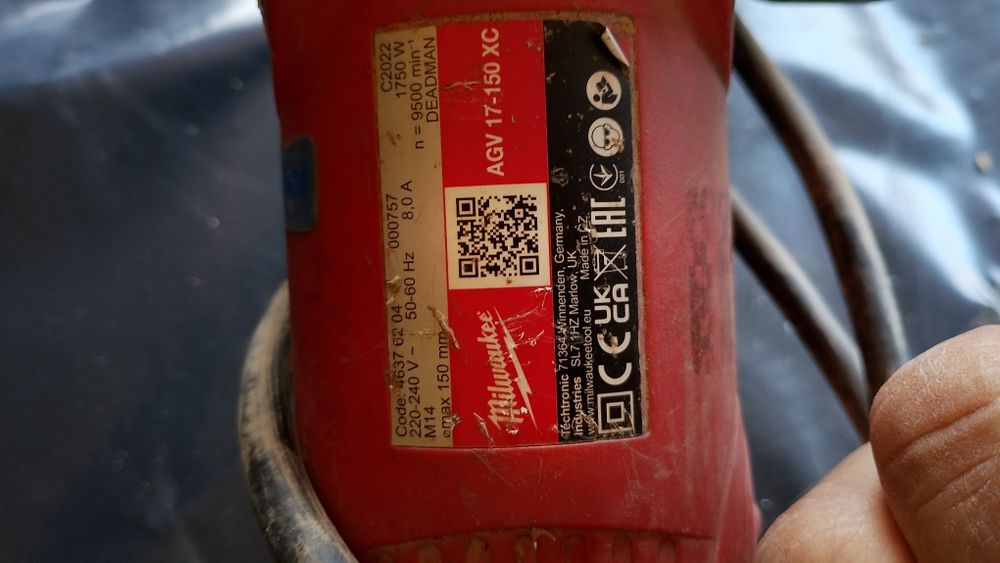 Code: 4637 62 04 000757 C2022
220-240 V ~ 50-60 Hz 8,0 A 1750 W
M14 n = 9500 min⁻¹
ømax 150 mm DEADMAN
Milwaukee AGV 17-150 XC
Techtronic 71364 Winnenden, Germany,
Industries SL7 1HZ Marlow, UK
www.milwaukeetool.eu Made in CZ
CE UK CA EAC 001